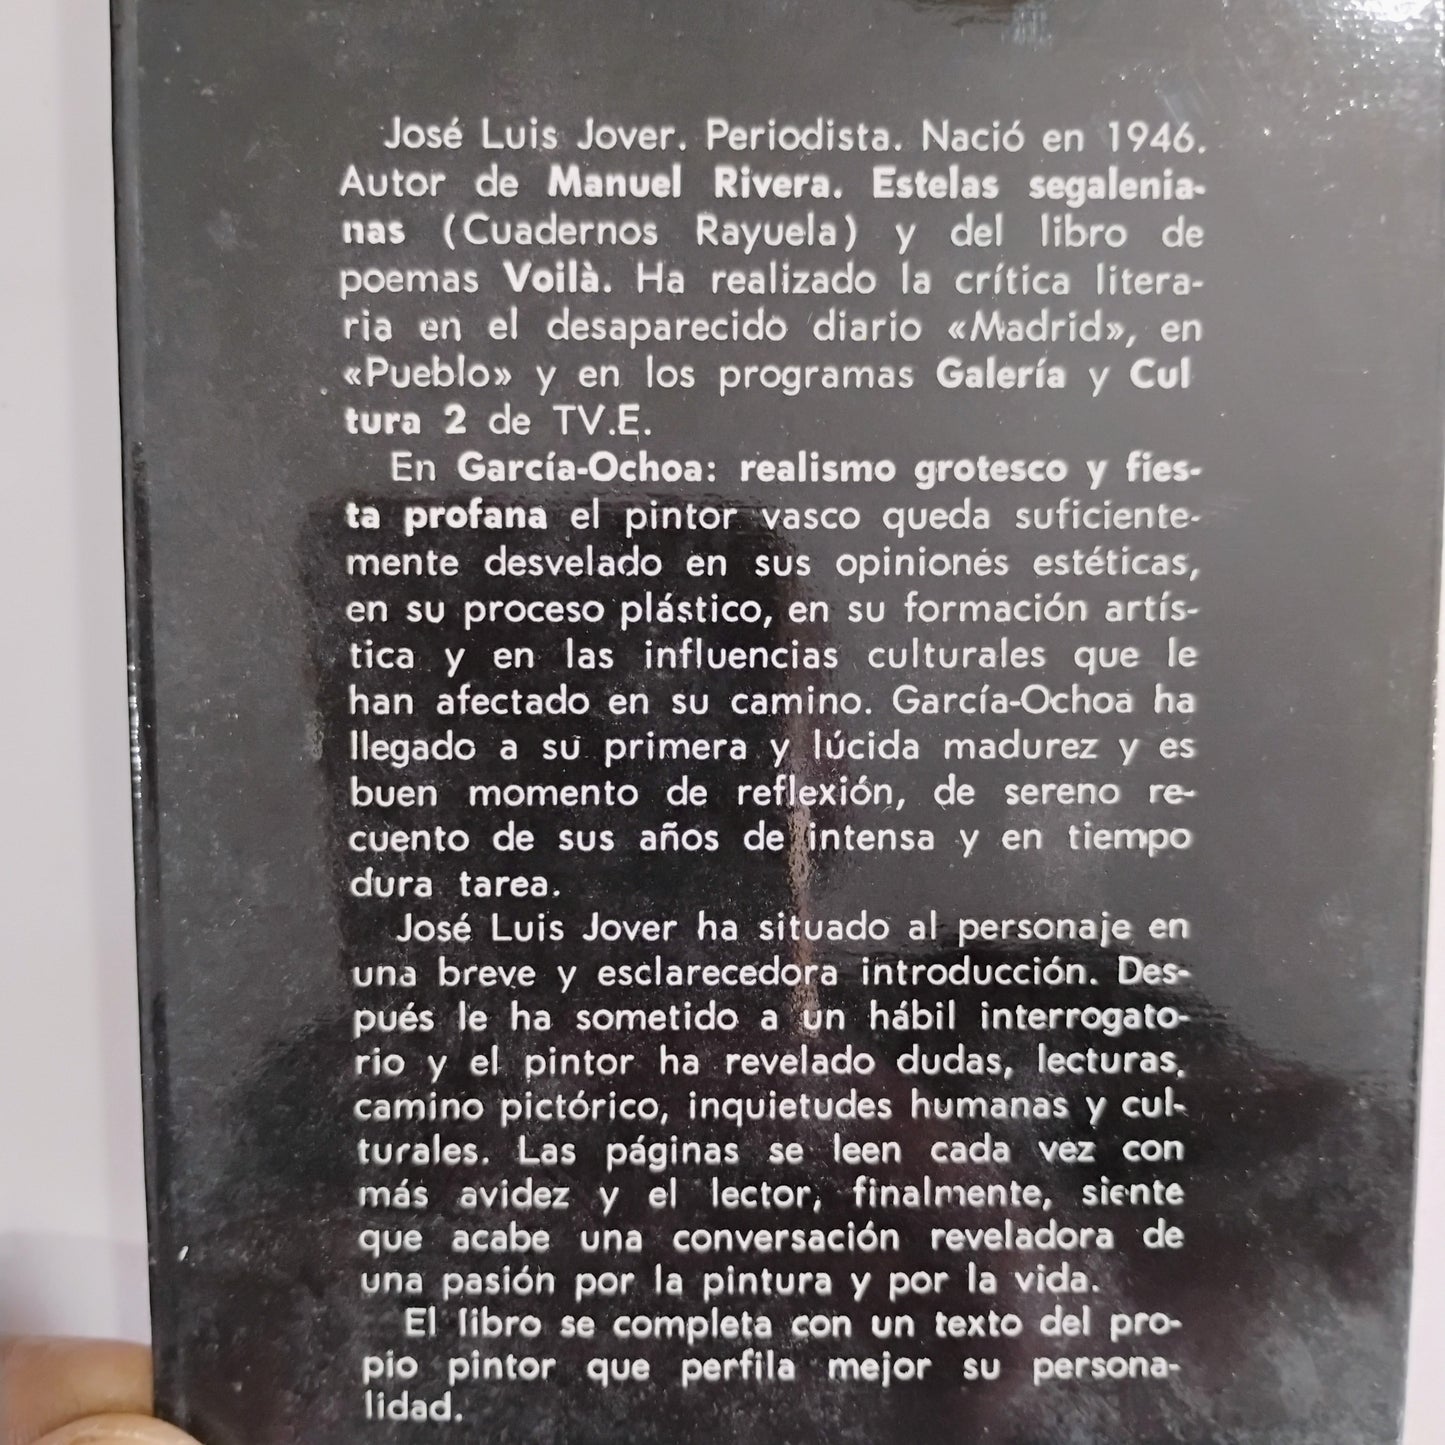 José Luis Jover. Periodista. Nació en 1946.
Autor de Manuel Rivera. Estelas segalenia-
nas (Cuadernos Rayuela) y del libro de
poemas Voilà. Ha realizado la crítica litera-
ria en el desaparecido diario «Madrid», en
«Pueblo» y en los programas Galería y Cul
tura 2 de TV.E.
En García-Ochoa: realismo grotesco y fies-
ta profana el pintor vasco queda suficiente-
mente desvelado en sus opiniones estéticas,
en su proceso plástico, en su formación artís-
tica y en las influencias culturales que le
han afectado en su camino. García-Ochoa ha
llegado a su primera y lúcida madurez y es
buen momento de reflexión, de sereno re-
cuento de sus años de intensa y en tiempo
dura tarea.
José Luis Jover ha situado al personaje en
una breve y esclarecedora introducción. Des-
pués le ha sometido a un hábil interrogato-
rio y el pintor ha revelado dudas, lecturas,
camino pictórico, inquietudes humanas y cul-
turales. Las páginas se leen cada vez con
más avidez y el lector, finalmente, siente
que acabe una conversación reveladora de
una pasión por la pintura y por la vida.
El libro se completa con un texto del pro-
pio pintor que perfila mejor su persona-
lidad.